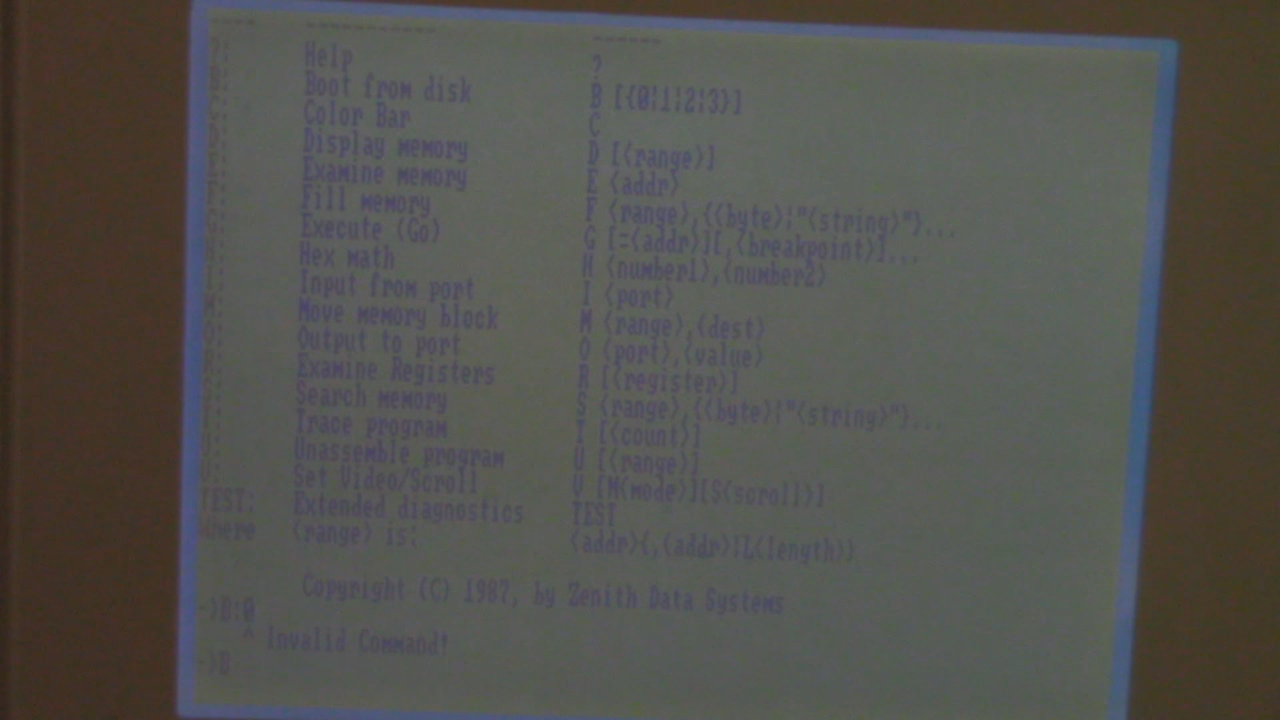 ?: Help ?
B: Boot from disk B [{0|1|2|3}]
C: Color Bar C
D: Display memory D [<range>]
E: Examine memory E <addr>
F: Fill memory F <range>,{<byte>|"<string>"}...
G: Execute (Go) G [=<addr>][,<breakpoint>]...
H: Hex math H <number1>,<number2>
I: Input from port I <port>
M: Move memory block M <range>,<dest>
O: Output to port O <port>,<value>
R: Examine Registers R [<register>]
S: Search memory S <range>,{<byte>|"<string>"}...
T: Trace program T [<count>]
U: Unassemble program U [<range>]
V: Set Video/Scroll V [M<mode>][S<scroll>]
TEST: Extended diagnostics TEST
Where <range> is: <addr>{,<addr>|L<length>}
Copyright (C) 1987, by Zenith Data Systems
->B:0
^ Invalid Command!
->B